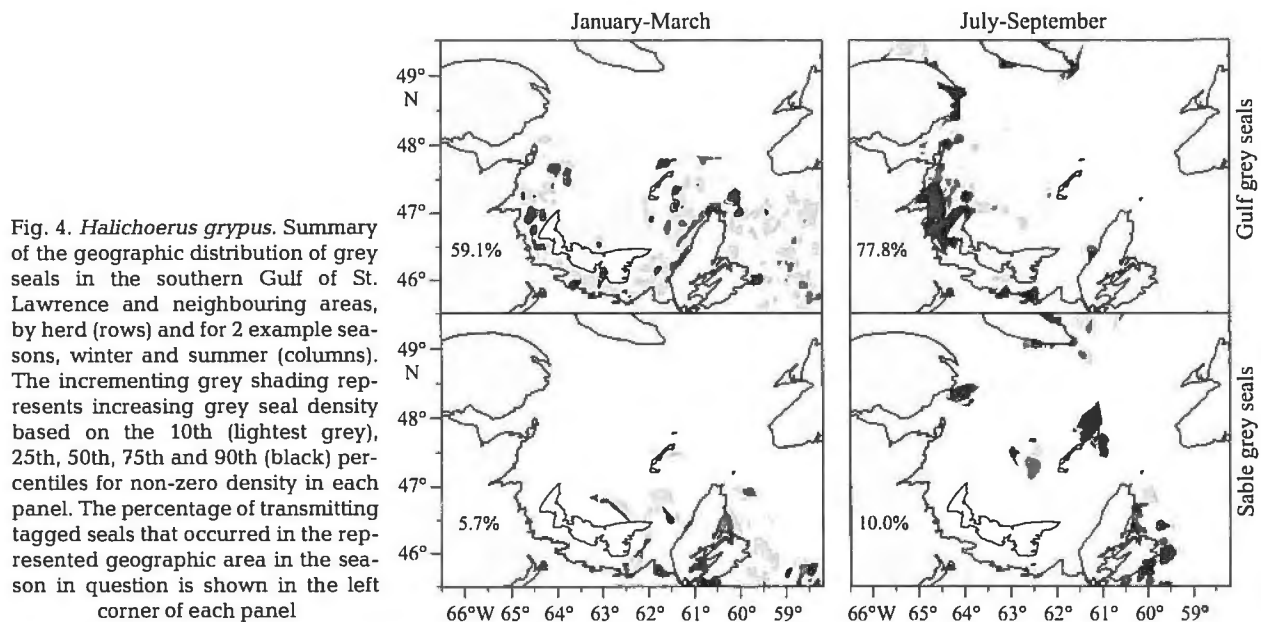 January-March
July-September
49°
N
48°
47°
46°
59.1%
77.8%
Gulf grey seals
49°
N
48°
47°
46°
5.7%
10.0%
Sable grey seals
66°W 65° 64° 63° 62° 61° 60° 59°
66°W 65° 64° 63° 62° 61° 60° 59°
Fig. 4. Halichoerus grypus. Summary
of the geographic distribution of grey
seals in the southern Gulf of St.
Lawrence and neighbouring areas,
by herd (rows) and for 2 example sea-
sons, winter and summer (columns).
The incrementing grey shading rep-
resents increasing grey seal density
based on the 10th (lightest grey),
25th, 50th, 75th and 90th (black) per-
centiles for non-zero density in each
panel. The percentage of transmitting
tagged seals that occurred in the rep-
resented geographic area in the sea-
son in question is shown in the left
corner of each panel